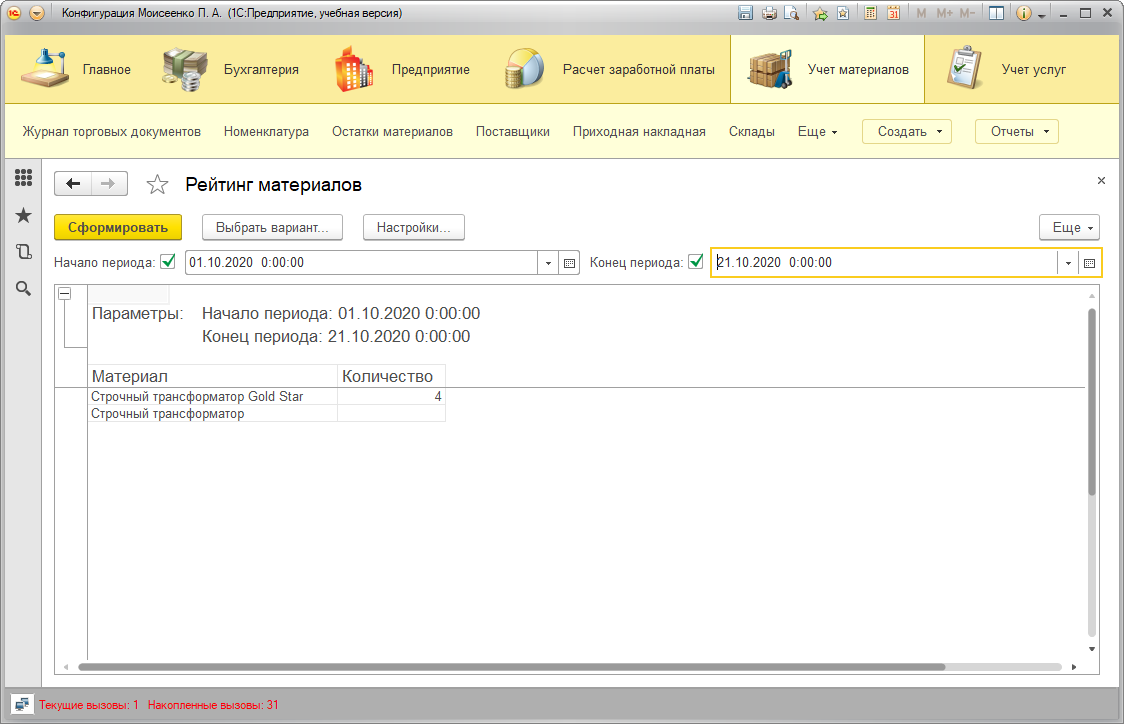 Конфигурация Моисеенко П. А. (1С:Предприятие, учебная версия) 31 M M+ M-
Главное Бухгалтерия Предприятие Расчет заработной платы Учет материалов Учет услуг
Журнал торговых документов Номенклатура Остатки материалов Поставщики Приходная накладная Склады Еще Создать Отчеты
Рейтинг материалов
Сформировать Выбрать вариант... Настройки... Еще
Начало периода: 01.10.2020 0:00:00 Конец периода: 21.10.2020 0:00:00
Параметры: Начало периода: 01.10.2020 0:00:00
Конец периода: 21.10.2020 0:00:00
Материал Количество
Строчный трансформатор Gold Star 4
Строчный трансформатор
Текущие вызовы: 1 Накопленные вызовы: 31